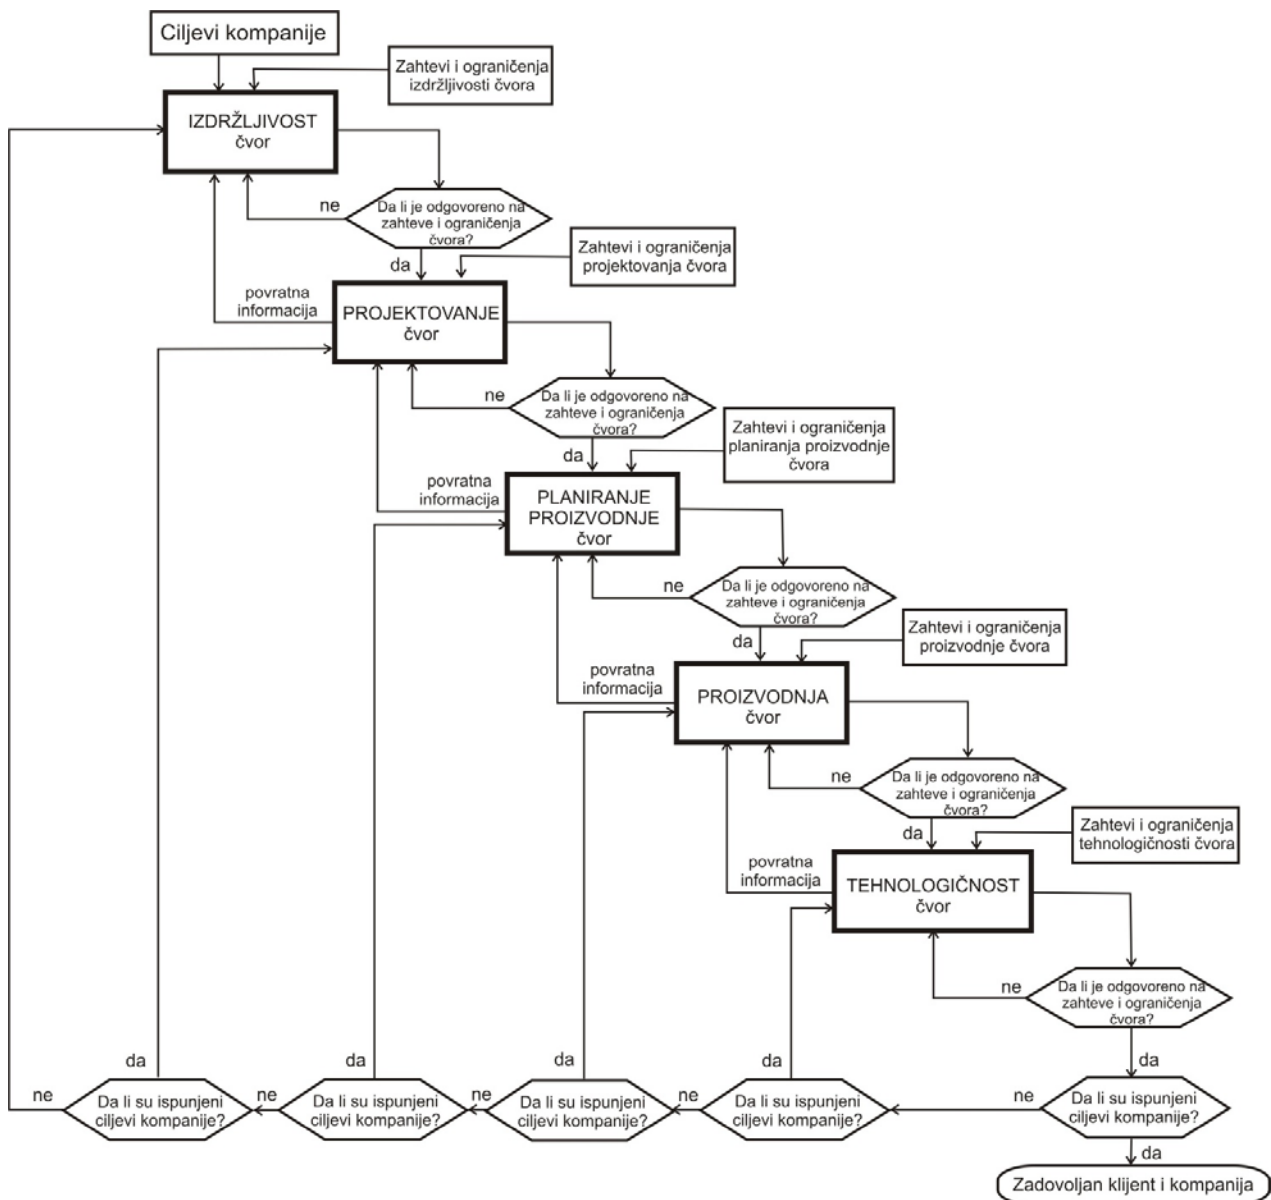 Ciljevi kompanije
Zahtevi i ograničenja
izdržljivosti čvora
IZDRŽLJIVOST
čvor
ne
Da li je odgovoreno na
zahteve i ograničenja
čvora?
da
Zahtevi i ograničenja
projektovanja čvora
povratna
informacija
PROJEKTOVANJE
čvor
ne
Da li je odgovoreno na
zahteve i ograničenja
čvora?
da
Zahtevi i ograničenja
planiranja proizvodnje
čvora
povratna
informacija
PLANIRANJE
PROIZVODNJE
čvor
ne
Da li je odgovoreno na
zahteve i ograničenja
čvora?
da
Zahtevi i ograničenja
proizvodnje čvora
povratna
informacija
PROIZVODNJA
čvor
ne
Da li je odgovoreno na
zahteve i ograničenja
čvora?
da
Zahtevi i ograničenja
tehnologičnosti čvora
povratna
informacija
TEHNOLOGIČNOST
čvor
ne
Da li je odgovoreno na
zahteve i ograničenja
čvora?
da
da
da
da
da
ne
Da li su ispunjeni
ciljevi kompanije?
ne
Da li su ispunjeni
ciljevi kompanije?
ne
Da li su ispunjeni
ciljevi kompanije?
ne
Da li su ispunjeni
ciljevi kompanije?
ne
Da li su ispunjeni
ciljevi kompanije?
da
Zadovoljan klijent i kompanija